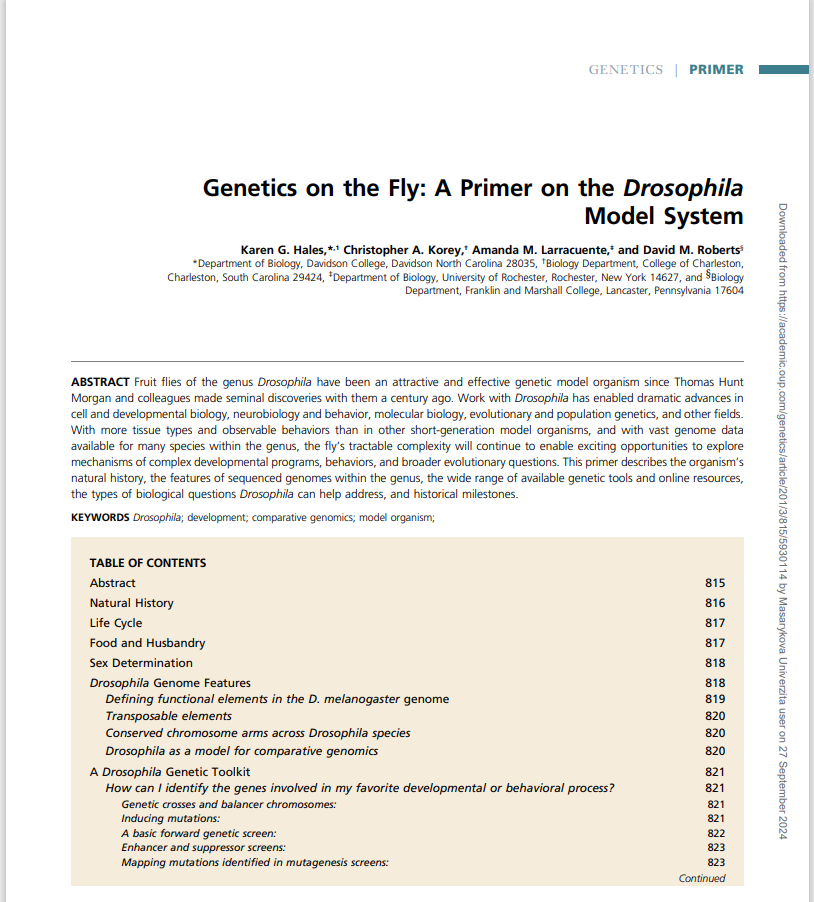 GENETICS | PRIMER
Genetics on the Fly: A Primer on the Drosophila
Model System
Karen G. Hales,*,1 Christopher A. Korey,† Amanda M. Larracuente,‡ and David M. Roberts§
*Department of Biology, Davidson College, Davidson North Carolina 28035, †Biology Department, College of Charleston,
Charleston, South Carolina 29424, ‡Department of Biology, University of Rochester, Rochester, New York 14627, and §Biology
Department, Franklin and Marshall College, Lancaster, Pennsylvania 17604
ABSTRACT Fruit flies of the genus Drosophila have been an attractive and effective genetic model organism since Thomas Hunt
Morgan and colleagues made seminal discoveries with them a century ago. Work with Drosophila has enabled dramatic advances in
cell and developmental biology, neurobiology and behavior, molecular biology, evolutionary and population genetics, and other fields.
With more tissue types and observable behaviors than in other short-generation model organisms, and with vast genome data
available for many species within the genus, the fly's tractable complexity will continue to enable exciting opportunities to explore
mechanisms of complex developmental programs, behaviors, and broader evolutionary questions. This primer describes the organism's
natural history, the features of sequenced genomes within the genus, the wide range of available genetic tools and online resources,
the types of biological questions Drosophila can help address, and historical milestones.
KEYWORDS Drosophila; development; comparative genomics; model organism;
TABLE OF CONTENTS
Abstract 815
Natural History 816
Life Cycle 817
Food and Husbandry 817
Sex Determination 818
Drosophila Genome Features 818
Defining functional elements in the D. melanogaster genome 819
Transposable elements 820
Conserved chromosome arms across Drosophila species 820
Drosophila as a model for comparative genomics 820
A Drosophila Genetic Toolkit 821
How can I identify the genes involved in my favorite developmental or behavioral process? 821
Genetic crosses and balancer chromosomes: 821
Inducing mutations: 821
A basic forward genetic screen: 822
Enhancer and suppressor screens: 823
Mapping mutations identified in mutagenesis screens: 823
Continued
Downloaded from https://academic.oup.com/genetics/article/201/3/815/5930114 by Masarykova Univerzita user on 27 September 2024